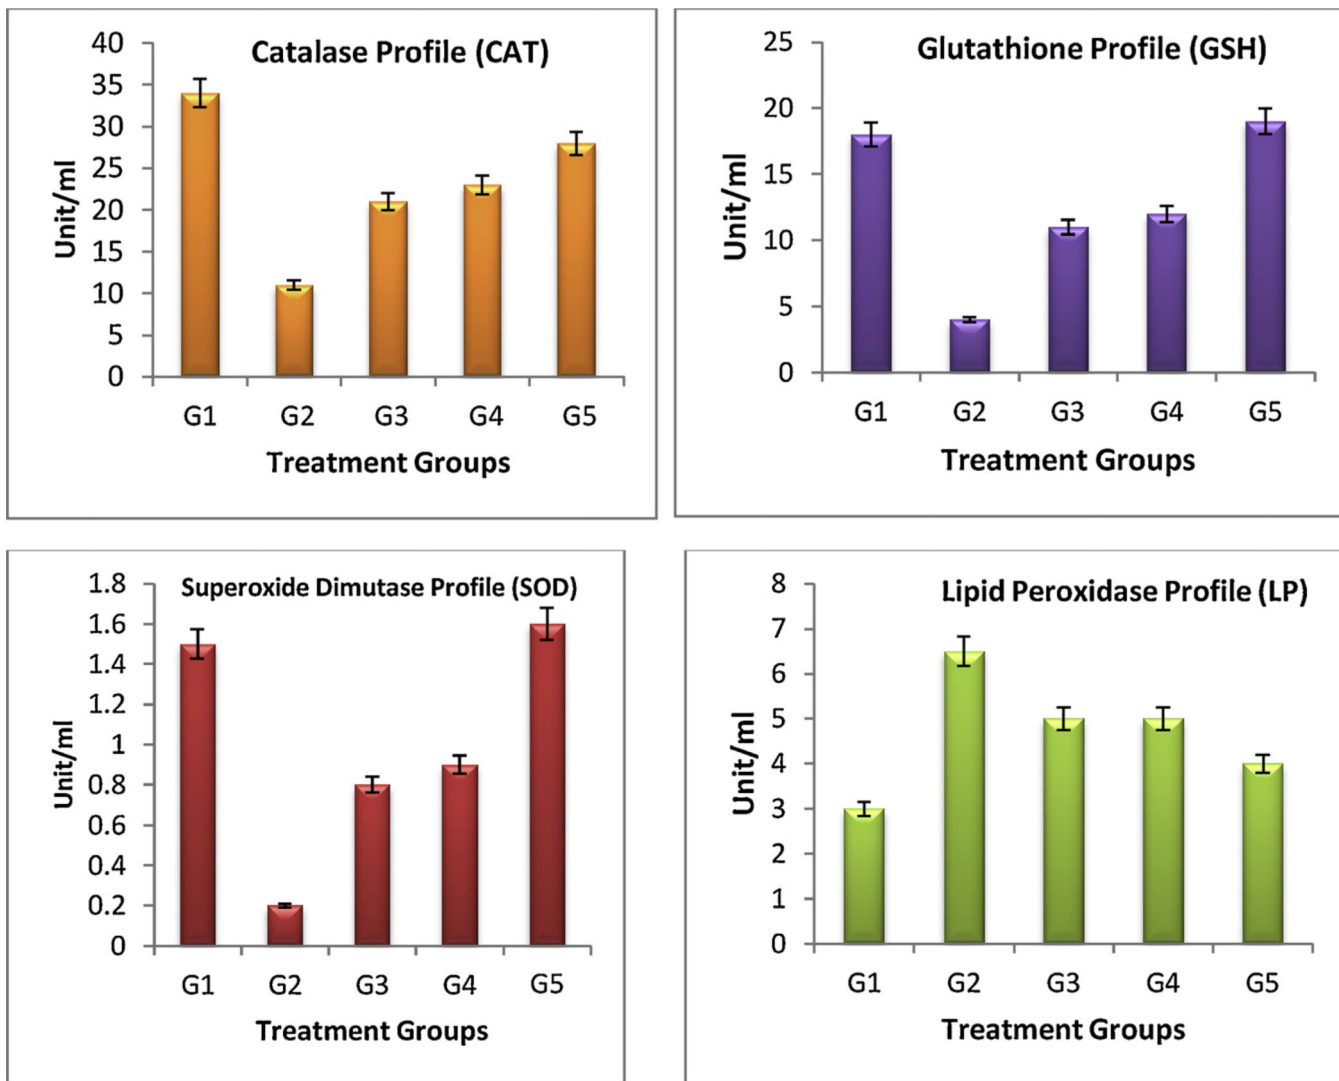 Catalase Profile (CAT)
40
35
30
25
20
15
10
5
0
Unit/ml
G1 G2 G3 G4 G5
Treatment Groups
Glutathione Profile (GSH)
25
20
15
10
5
0
Unit/ml
G1 G2 G3 G4 G5
Treatment Groups
Superoxide Dimutase Profile (SOD)
1.8
1.6
1.4
1.2
1
0.8
0.6
0.4
0.2
0
Unit/ml
G1 G2 G3 G4 G5
Treatment Groups
Lipid Peroxidase Profile (LP)
8
7
6
5
4
3
2
1
0
Unit/ml
G1 G2 G3 G4 G5
Treatment Groups